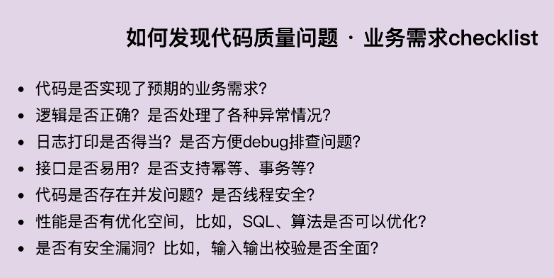 如何发现代码质量问题 · 业务需求checklist
• 代码是否实现了预期的业务需求？
• 逻辑是否正确？是否处理了各种异常情况？
• 日志打印是否得当？是否方便debug排查问题？
• 接口是否易用？是否支持幂等、事务等？
• 代码是否存在并发问题？是否线程安全？
• 性能是否有优化空间，比如，SQL、算法是否可以优化？
• 是否有安全漏洞？比如，输入输出校验是否全面？